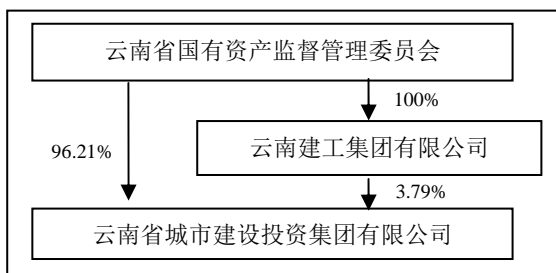 云南省国有资产监督管理委员会
100%
云南建工集团有限公司
96.21%
3.79%
云南省城市建设投资集团有限公司